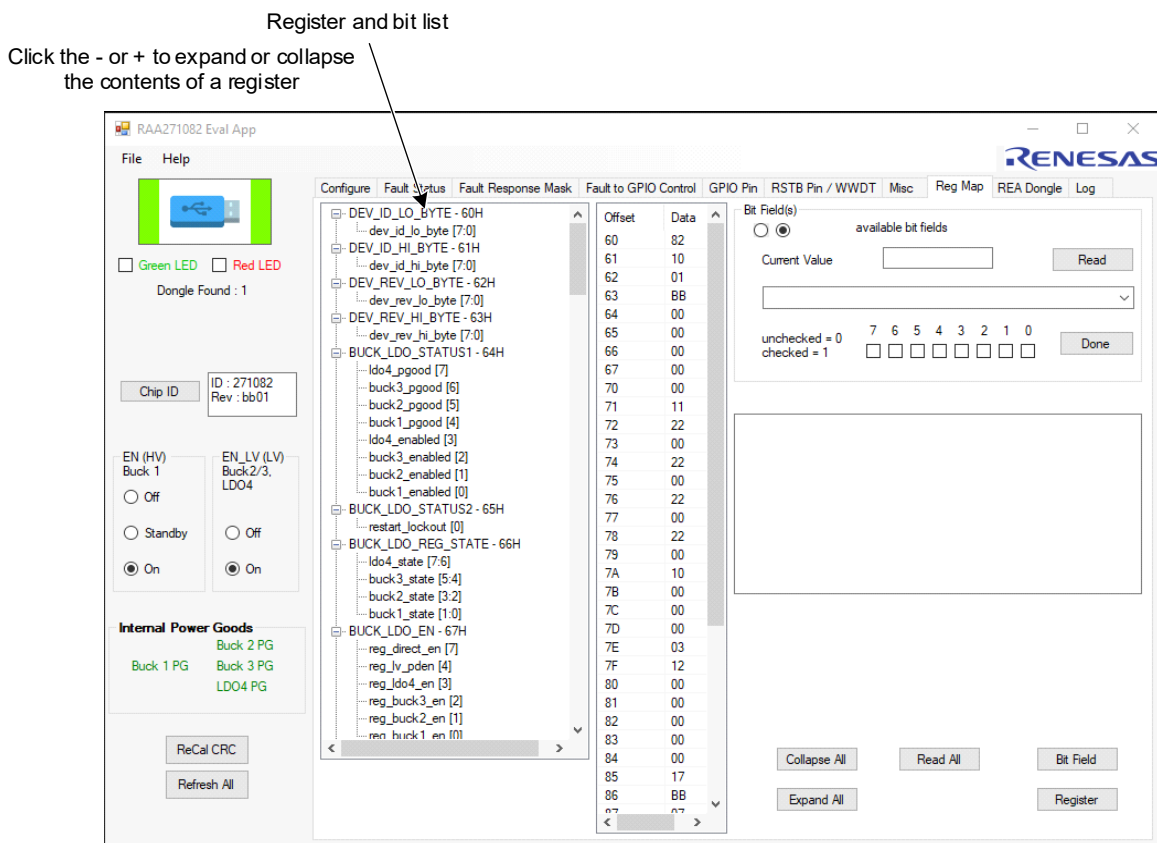 Register and bit list
Click the - or + to expand or collapse
the contents of a register
RAA271082 Eval App
File Help
RENESAS
Configure Fault Status Fault Response Mask Fault to GPIO Control GPIO Pin RSTB Pin / WWDT Misc Reg Map REA Dongle Log
Green LED Red LED
Dongle Found : 1
Chip ID
ID : 271082
Rev : bb01
EN (HV)
Buck 1
Off
Standby
On
EN_LV (LV)
Buck2/3,
LDO4
Off
On
Internal Power Goods
Buck 2 PG
Buck 1 PG Buck 3 PG
LDO4 PG
ReCal CRC
Refresh All
DEV_ID_LO_BYTE - 60H
dev_id_lo_byte [7:0]
DEV_ID_HI_BYTE - 61H
dev_id_hi_byte [7:0]
DEV_REV_LO_BYTE - 62H
dev_rev_lo_byte [7:0]
DEV_REV_HI_BYTE - 63H
dev_rev_hi_byte [7:0]
BUCK_LDO_STATUS1 - 64H
ldo4_pgood [7]
buck3_pgood [6]
buck2_pgood [5]
buck1_pgood [4]
ldo4_enabled [3]
buck3_enabled [2]
buck2_enabled [1]
buck1_enabled [0]
BUCK_LDO_STATUS2 - 65H
restart_lockout [0]
BUCK_LDO_REG_STATE - 66H
ldo4_state [7:6]
buck3_state [5:4]
buck2_state [3:2]
buck1_state [1:0]
BUCK_LDO_EN - 67H
reg_direct_en [7]
reg_lv_pden [4]
reg_ldo4_en [3]
reg_buck3_en [2]
reg_buck2_en [1]
reg_buck1_en [0]
Offset Data
60 82
61 10
62 01
63 BB
64 00
65 00
66 00
67 00
70 00
71 11
72 22
73 00
74 22
75 00
76 22
77 00
78 22
79 00
7A 10
7B 00
7C 00
7D 00
7E 03
7F 12
80 00
81 00
82 00
83 00
84 00
85 17
86 BB
87 07
Bit Field(s)
available bit fields
Current Value
Read
unchecked = 0
checked = 1
7 6 5 4 3 2 1 0
Done
Collapse All Read All Bit Field
Expand All Register